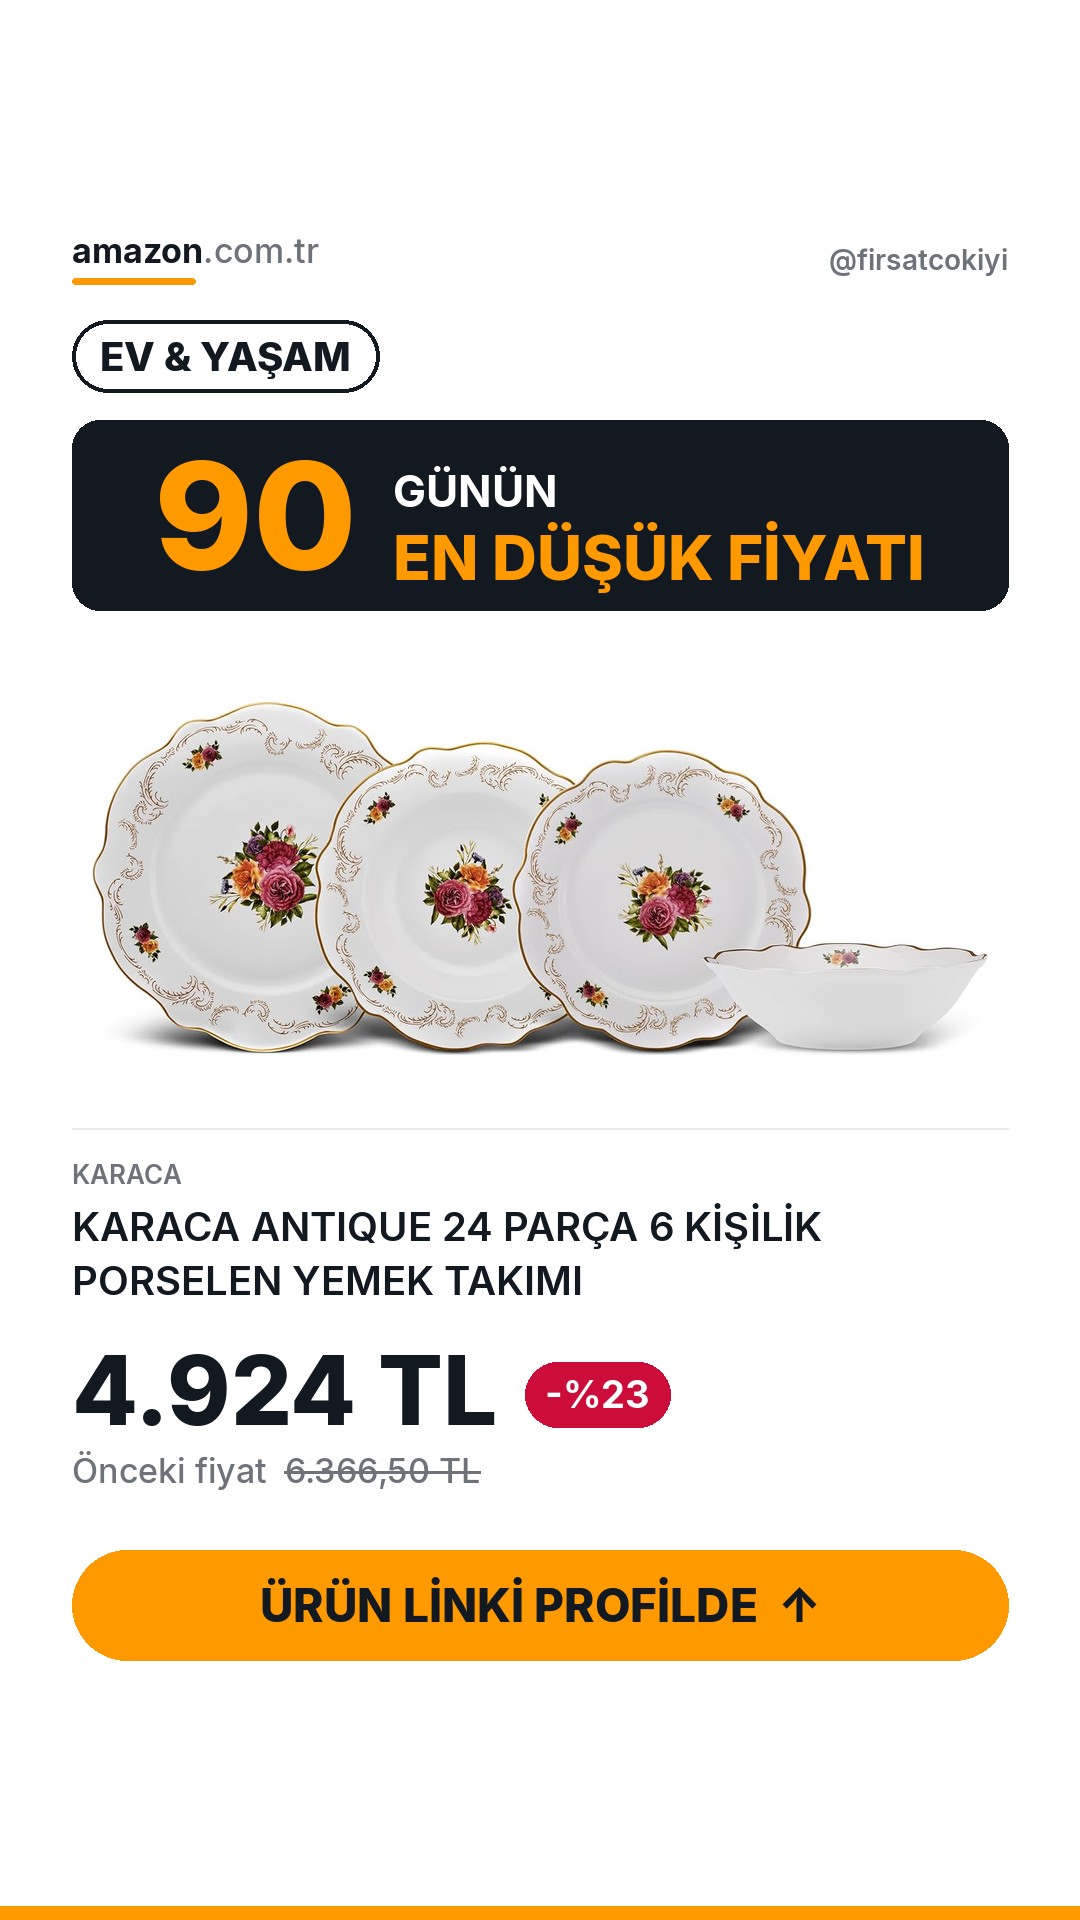 amazon.com.tr
@firsatcokiyi
EV & YAŞAM
90 GÜNÜN
EN DÜŞÜK FİYATI
KARACA
KARACA ANTIQUE 24 PARÇA 6 KİŞİLİK
PORSELEN YEMEK TAKIMI
4.924 TL -%23
Önceki fiyat 6.366,50 TL
ÜRÜN LİNKİ PROFİLDE ↑